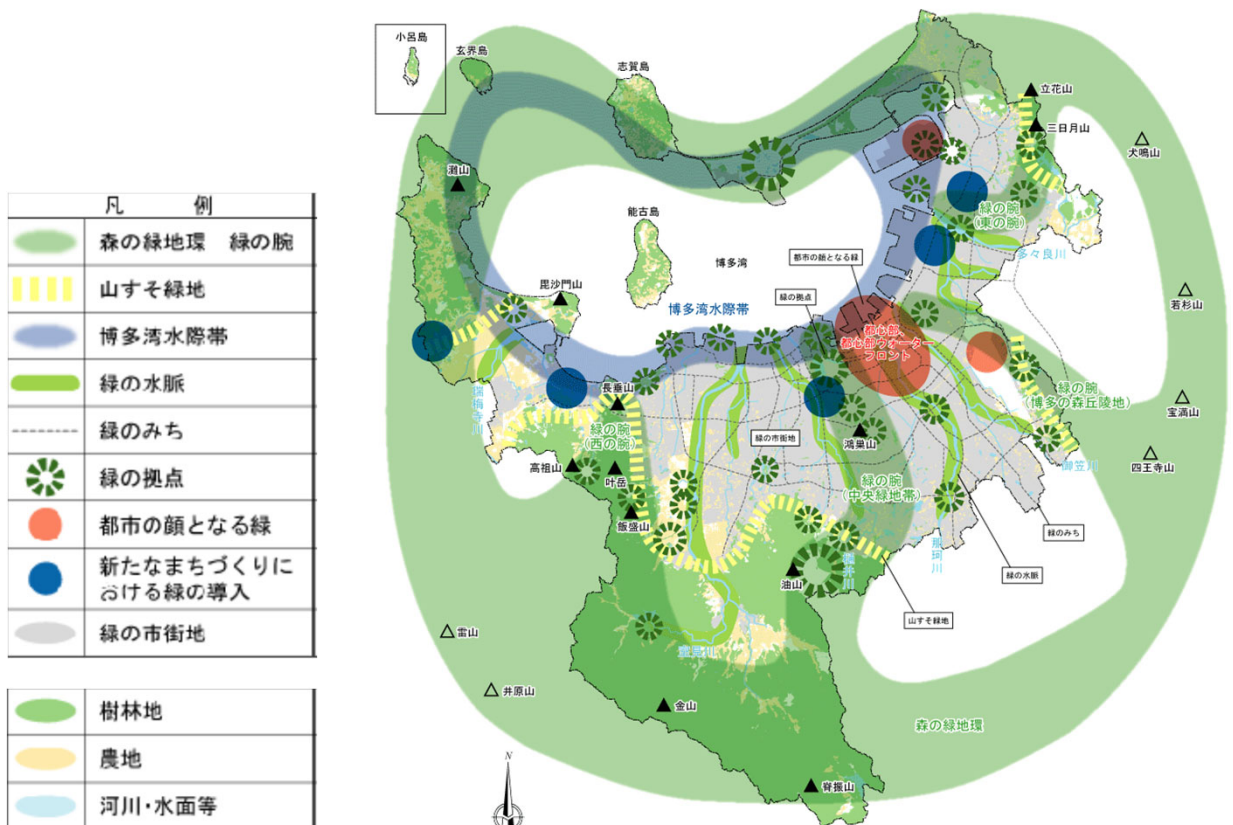 凡 例
森の緑地環 緑の腕
山すそ緑地
博多湾水際帯
緑の水脈
緑のみち
緑の拠点
都市の顔となる緑
新たなまちづくりに
おける緑の導入
緑の市街地
樹林地
農地
河川・水面等
小呂島
玄界島
志賀島
立花山
三日月山
犬鳴山
灘山
能古島
緑の腕
(東の腕)
博多湾
都市の顔となる緑
多々良川
毘沙門山
緑の拠点
若杉山
博多湾水際帯
都心部
都心部ウォーター
フロント
長垂山
緑の腕
(博多の森丘陵地)
宝満山
瑞梅寺川
緑の腕
(西の腕)
緑の市街地
鴻巣山
四王寺山
御笠川
高祖山
叶岳
緑の腕
(中央緑地帯)
飯盛山
緑のみち
那珂川
樋井川
緑の水脈
油山
山すそ緑地
雷山
室見川
井原山
金山
森の緑地環
脊振山
N